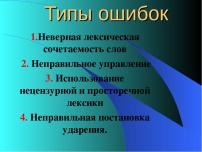 Типы ошибок
1.Неверная лексическая
сочетаемость слов
2. Неправильное управление
3. Использование
нецензурной и просторечной
лексики
4. Неправильная постановка
ударения.